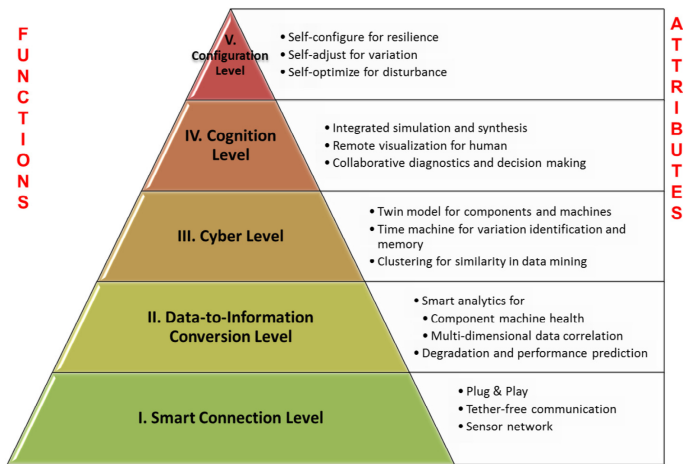 FUNCTIONS
ATTRIBUTES
V.
Configuration
Level
• Self-configure for resilience
• Self-adjust for variation
• Self-optimize for disturbance
IV. Cognition
Level
• Integrated simulation and synthesis
• Remote visualization for human
• Collaborative diagnostics and decision making
III. Cyber Level
• Twin model for components and machines
• Time machine for variation identification and
memory
• Clustering for similarity in data mining
II. Data-to-Information
Conversion Level
• Smart analytics for
• Component machine health
• Multi-dimensional data correlation
• Degradation and performance prediction
I. Smart Connection Level
• Plug & Play
• Tether-free communication
• Sensor network